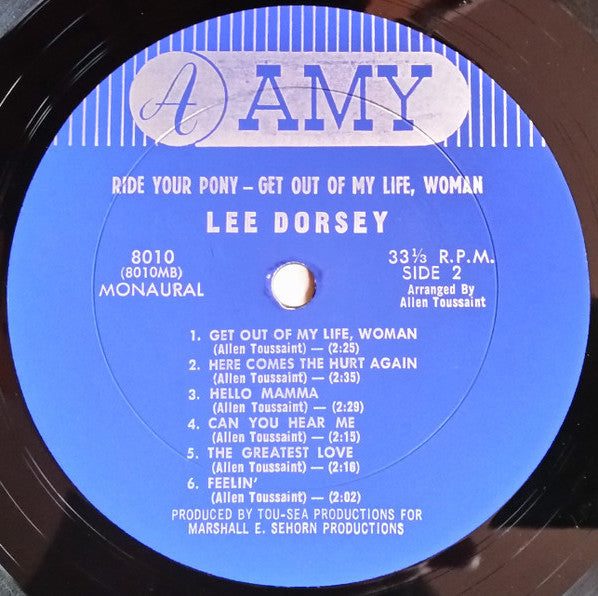 A AMY
RIDE YOUR PONY – GET OUT OF MY LIFE, WOMAN
LEE DORSEY
8010
(8010MB)
MONAURAL
33⅓ R.P.M.
SIDE 2
Arranged By
Allen Toussaint
1. GET OUT OF MY LIFE, WOMAN
(Allen Toussaint) — (2:25)
2. HERE COMES THE HURT AGAIN
(Allen Toussaint) — (2:35)
3. HELLO MAMMA
(Allen Toussaint) — (2:29)
4. CAN YOU HEAR ME
(Allen Toussaint) — (2:15)
5. THE GREATEST LOVE
(Allen Toussaint) — (2:16)
6. FEELIN'
(Allen Toussaint) — (2:02)
PRODUCED BY TOU-SEA PRODUCTIONS FOR
MARSHALL E. SEHORN PRODUCTIONS